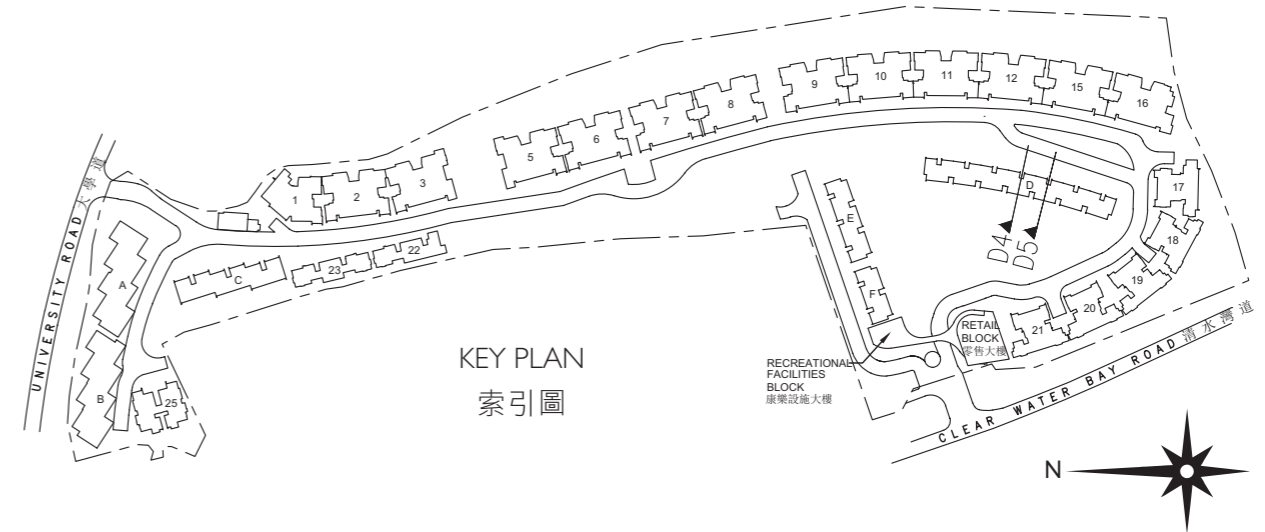 9
10
11
12
15
16
8
7
6
5
3
2
1
17
18
19
20
21
22
23
C
A
B
25
D
D4
D5
E
F
UNIVERSITY ROAD 大學道
RETAIL
BLOCK
零售大樓
RECREATIONAL
FACILITIES
BLOCK
康樂設施大樓
CLEAR WATER BAY ROAD 清水灣道
KEY PLAN
索引圖
N